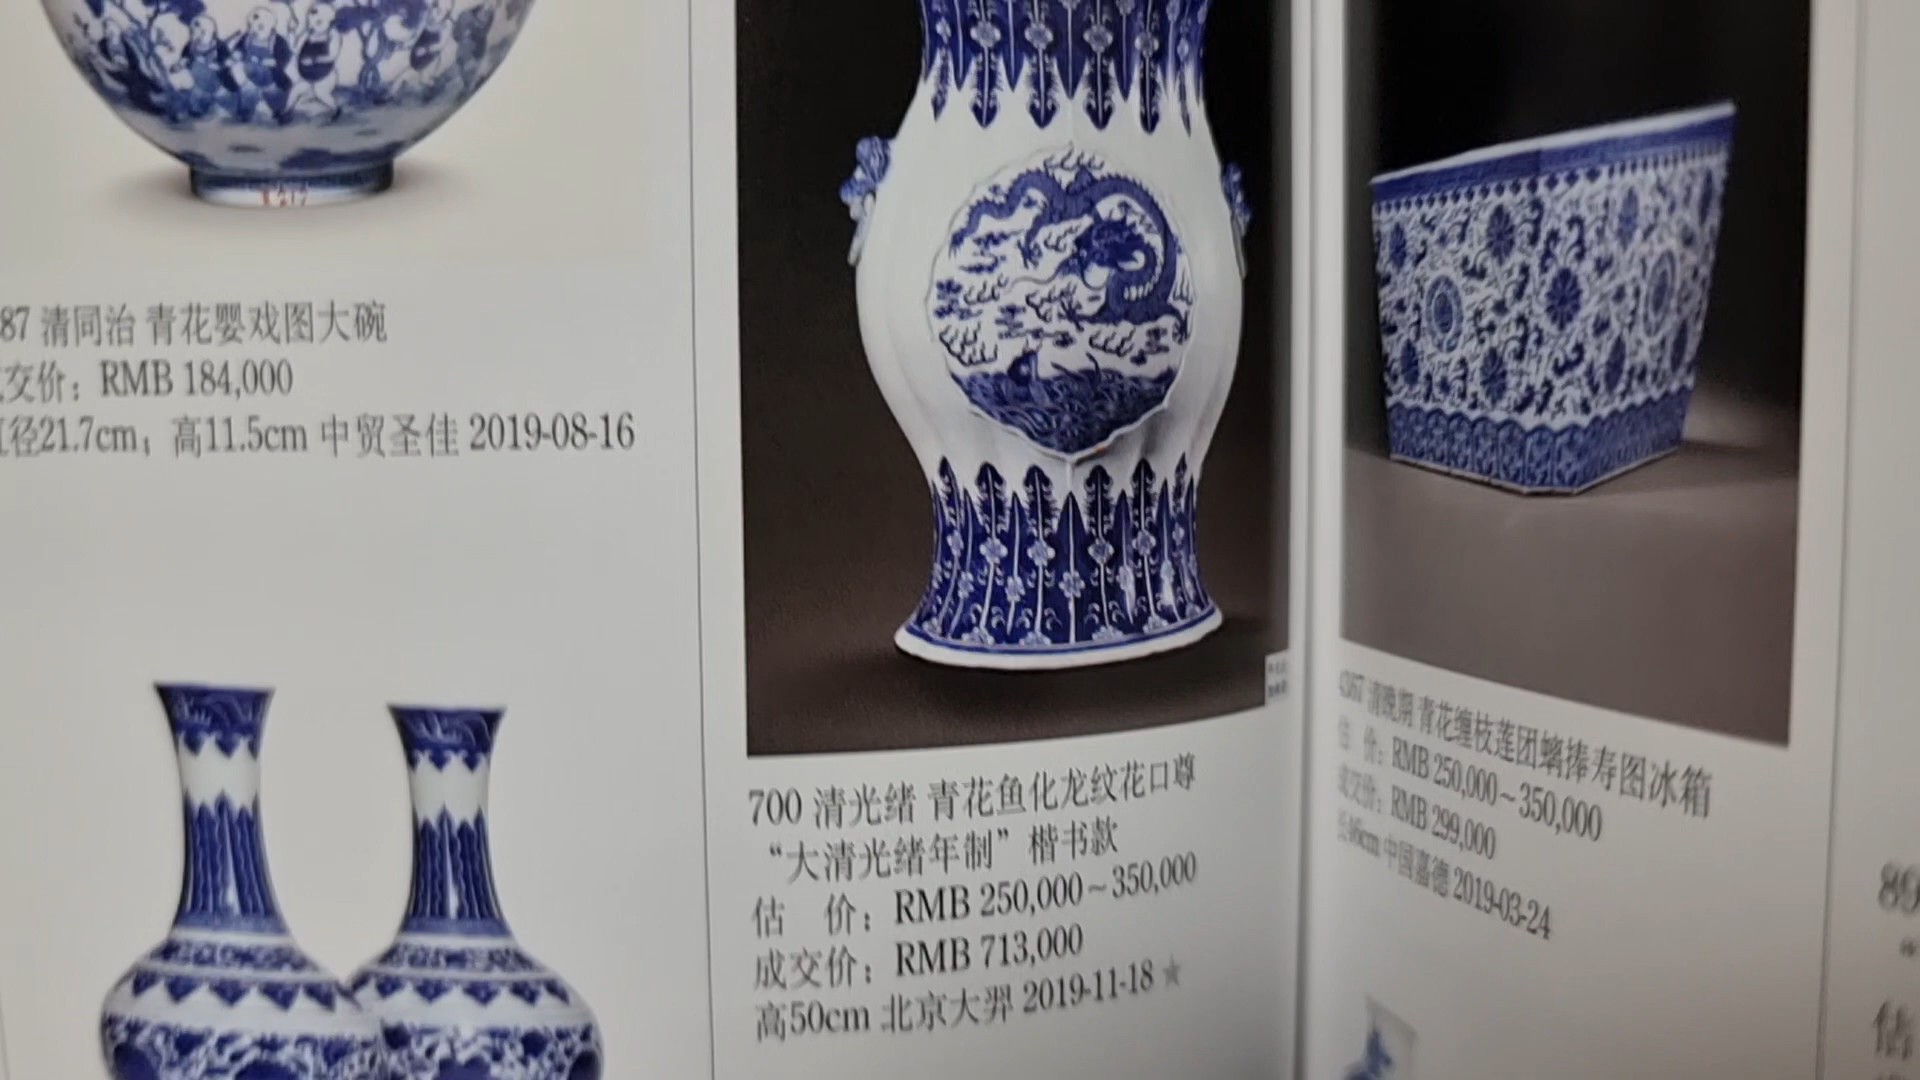 87 清同治 青花婴戏图大碗
交价：RMB 184,000
径21.7cm；高11.5cm 中贸圣佳 2019-08-16
700 清光绪 青花鱼化龙纹花口尊
“大清光绪年制”楷书款
估 价：RMB 250,000~350,000
成交价：RMB 713,000
高50cm 北京大羿 2019-11-18★
清晚期 青花缠枝莲团螭捧寿图冰箱
估 价：RMB 250,000~350,000
成交价：RMB 299,000
中国嘉德 2019-03-24
89
估